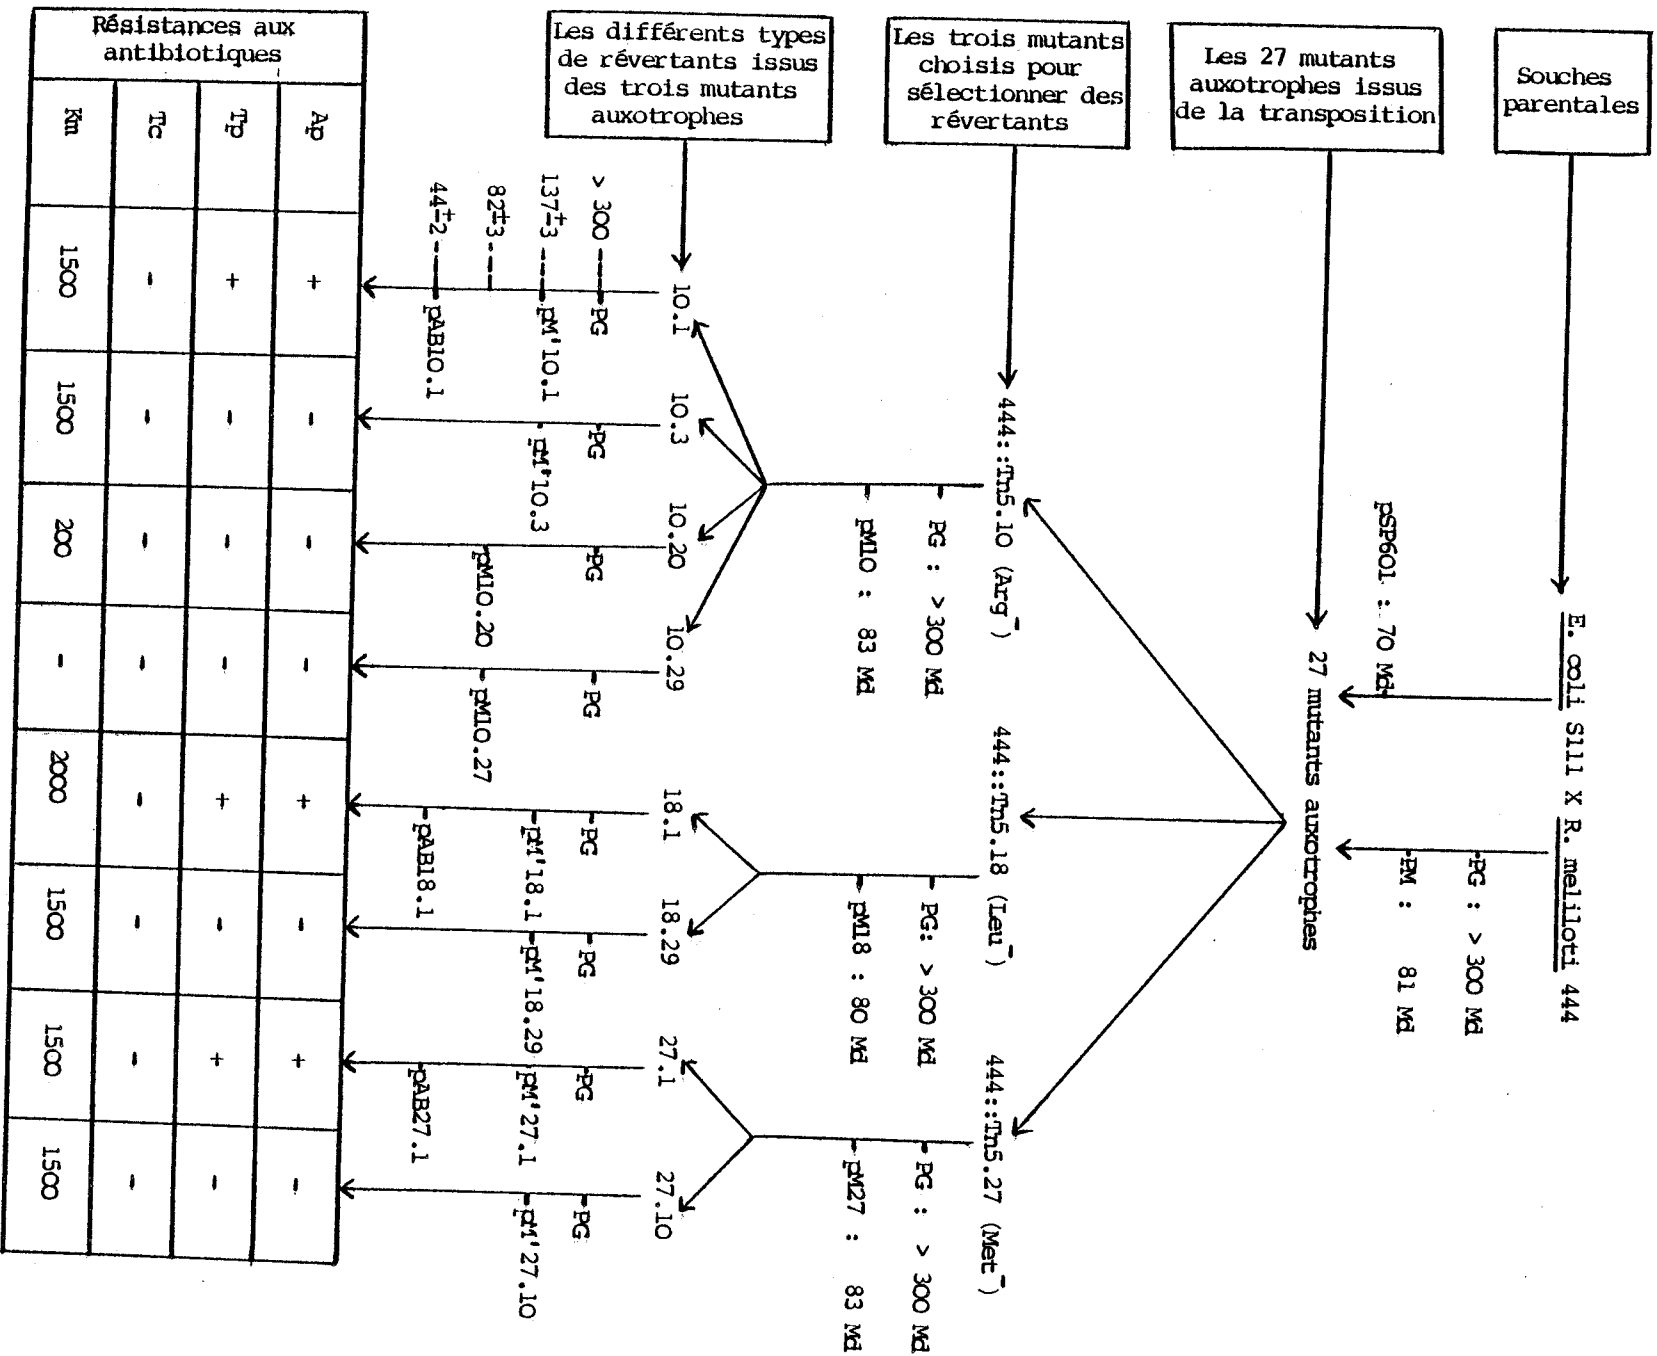 Souches
parentales
E. coli S111 X R. meliloti 444
PG : > 300 Md
PM : 81 Md
pSP601 : 70 Md
Les 27 mutants
auxotrophes issus
de la transposition
27 mutants auxotrophes
Les trois mutants
choisis pour
sélectionner des
révertants
444::Tn5.10 (Arg⁻)
444::Tn5.18 (Leu⁻)
444::Tn5.27 (Met⁻)
PG : > 300 Md
PG: > 300 Md
PG : > 300 Md
pM10 : 83 Md
pM18 : 80 Md
pM27 : 83 Md
Les différents types
de révertants issus
des trois mutants
auxotrophes
10.1
10.3
10.20
10.29
18.1
18.29
27.1
27.10
> 300
PG
PG
PG
PG
PG
PG
PG
PG
137±3
pM'10.1
pM'10.3
pM'18.1
pM'18.29
pM'27.1
pM'27.10
82±3
pM10.20
pM10.27
44±2
pAB10.1
pAB18.1
pAB27.1
Résistances aux
antibiotiques
Ap + - - - + - + -
Tp + - - - + - + -
Tc - - - - - - - -
Km 1500 1500 200 - 2000 1500 1500 1500